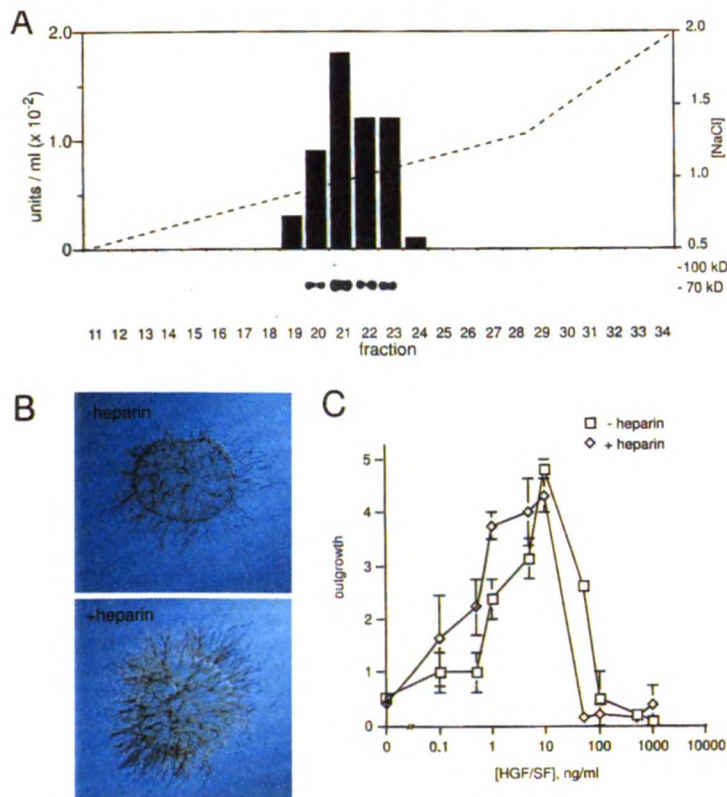 A
2.0
1.0
0
units / ml (x 10⁻²)
2.0
1.5
1.0
0.5
[NaCl]
-100 kD
- 70 kD
11 12 13 14 15 16 17 18 19 20 21 22 23 24 25 26 27 28 29 30 31 32 33 34
fraction
B
-heparin
+heparin
C
- heparin
+ heparin
5
4
3
2
1
0
outgrowth
0 0.1 1 10 100 1000 10000
[HGF/SF], ng/ml